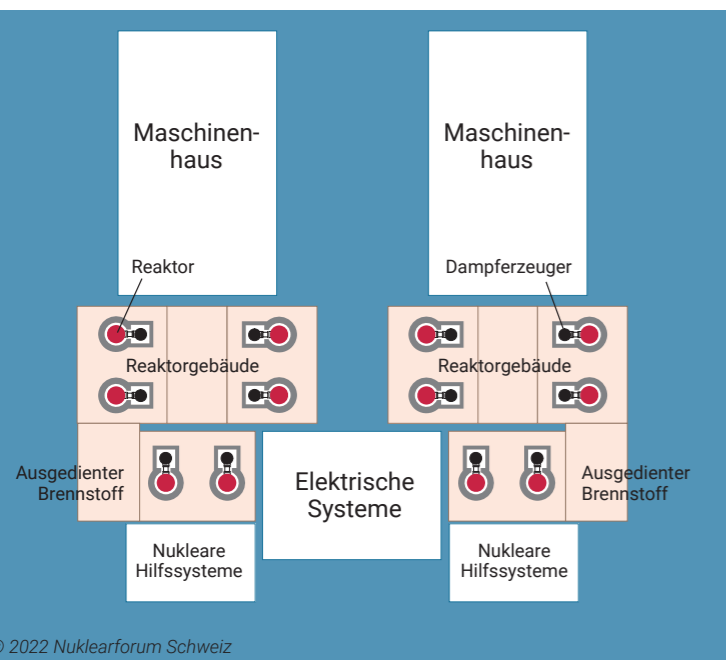 Maschinen-
haus
Maschinen-
haus
Reaktor
Dampferzeuger
Reaktorgebäude
Reaktorgebäude
Ausgedienter
Brennstoff
Elektrische
Systeme
Ausgedienter
Brennstoff
Nukleare
Hilfssysteme
Nukleare
Hilfssysteme
© 2022 Nuklearforum Schweiz